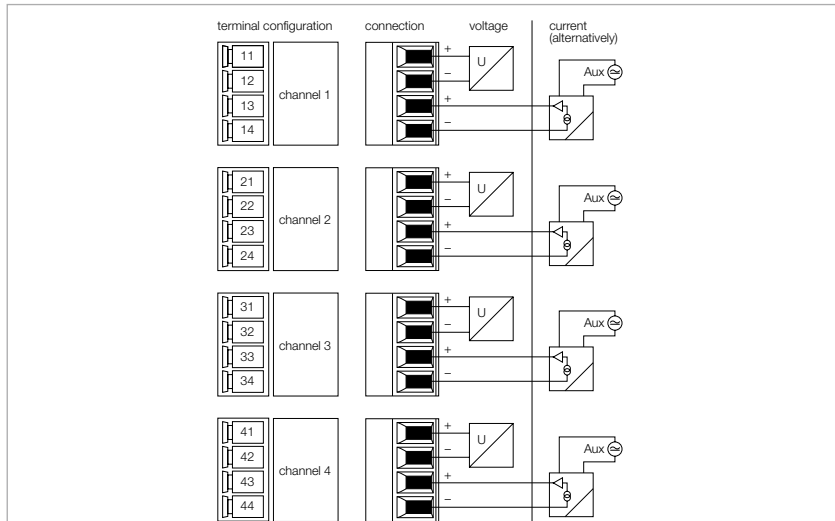 terminal configuration connection voltage current
(alternatively)
11 + U Aux
12 –
channel 1
13 +
14 –
21 + U
22 – Aux
channel 2
23 +
24 –
31 + U
32 – Aux
channel 3
33 +
34 –
41 + U
42 – Aux
channel 4
43 +
44 –